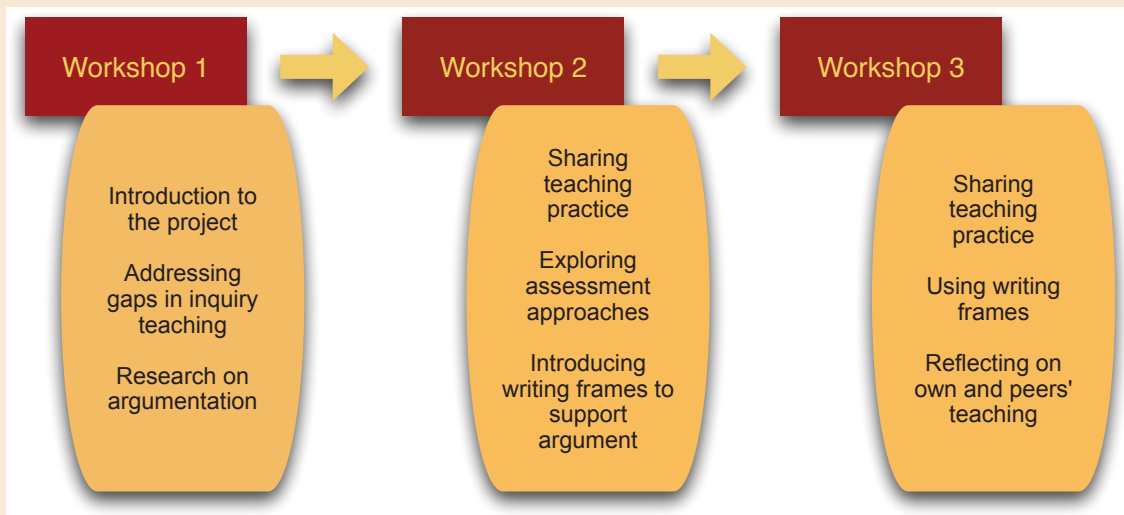 Workshop 1
Introduction to
the project
Addressing
gaps in inquiry
teaching
Research on
argumentation
Workshop 2
Sharing
teaching
practice
Exploring
assessment
approaches
Introducing
writing frames to
support
argument
Workshop 3
Sharing
teaching
practice
Using writing
frames
Reflecting on
own and peers'
teaching